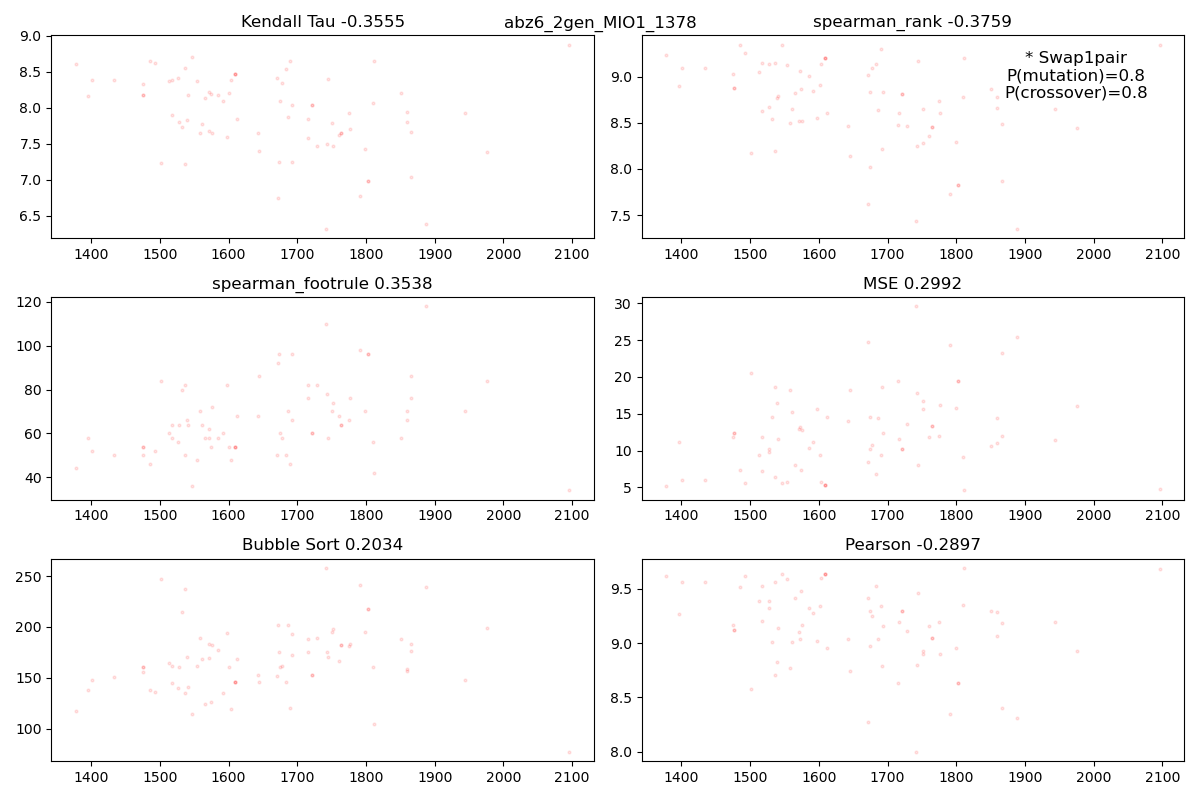 abz6_2gen_MIO1_1378
Kendall Tau -0.3555
9.0
8.5
8.0
7.5
7.0
6.5
1400 1500 1600 1700 1800 1900 2000 2100
spearman_rank -0.3759
* Swap1pair
P(mutation)=0.8
P(crossover)=0.8
9.0
8.5
8.0
7.5
1400 1500 1600 1700 1800 1900 2000 2100
spearman_footrule 0.3538
120
100
80
60
40
1400 1500 1600 1700 1800 1900 2000 2100
MSE 0.2992
30
25
20
15
10
5
1400 1500 1600 1700 1800 1900 2000 2100
Bubble Sort 0.2034
250
200
150
100
1400 1500 1600 1700 1800 1900 2000 2100
Pearson -0.2897
9.5
9.0
8.5
8.0
1400 1500 1600 1700 1800 1900 2000 2100